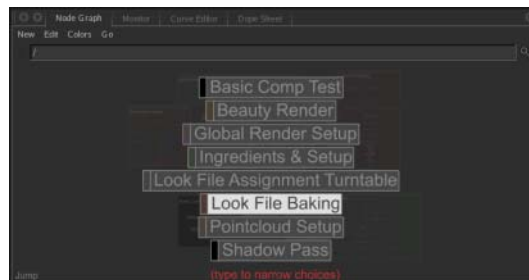 Node Graph Monitor Curve Editor Dope Sheet
New Edit Colors Go
/
Basic Comp Test
Beauty Render
Global Render Setup
Ingredients & Setup
Look File Assignment Turntable
Look File Baking
Pointcloud Setup
Shadow Pass
Jump (type to narrow choices)